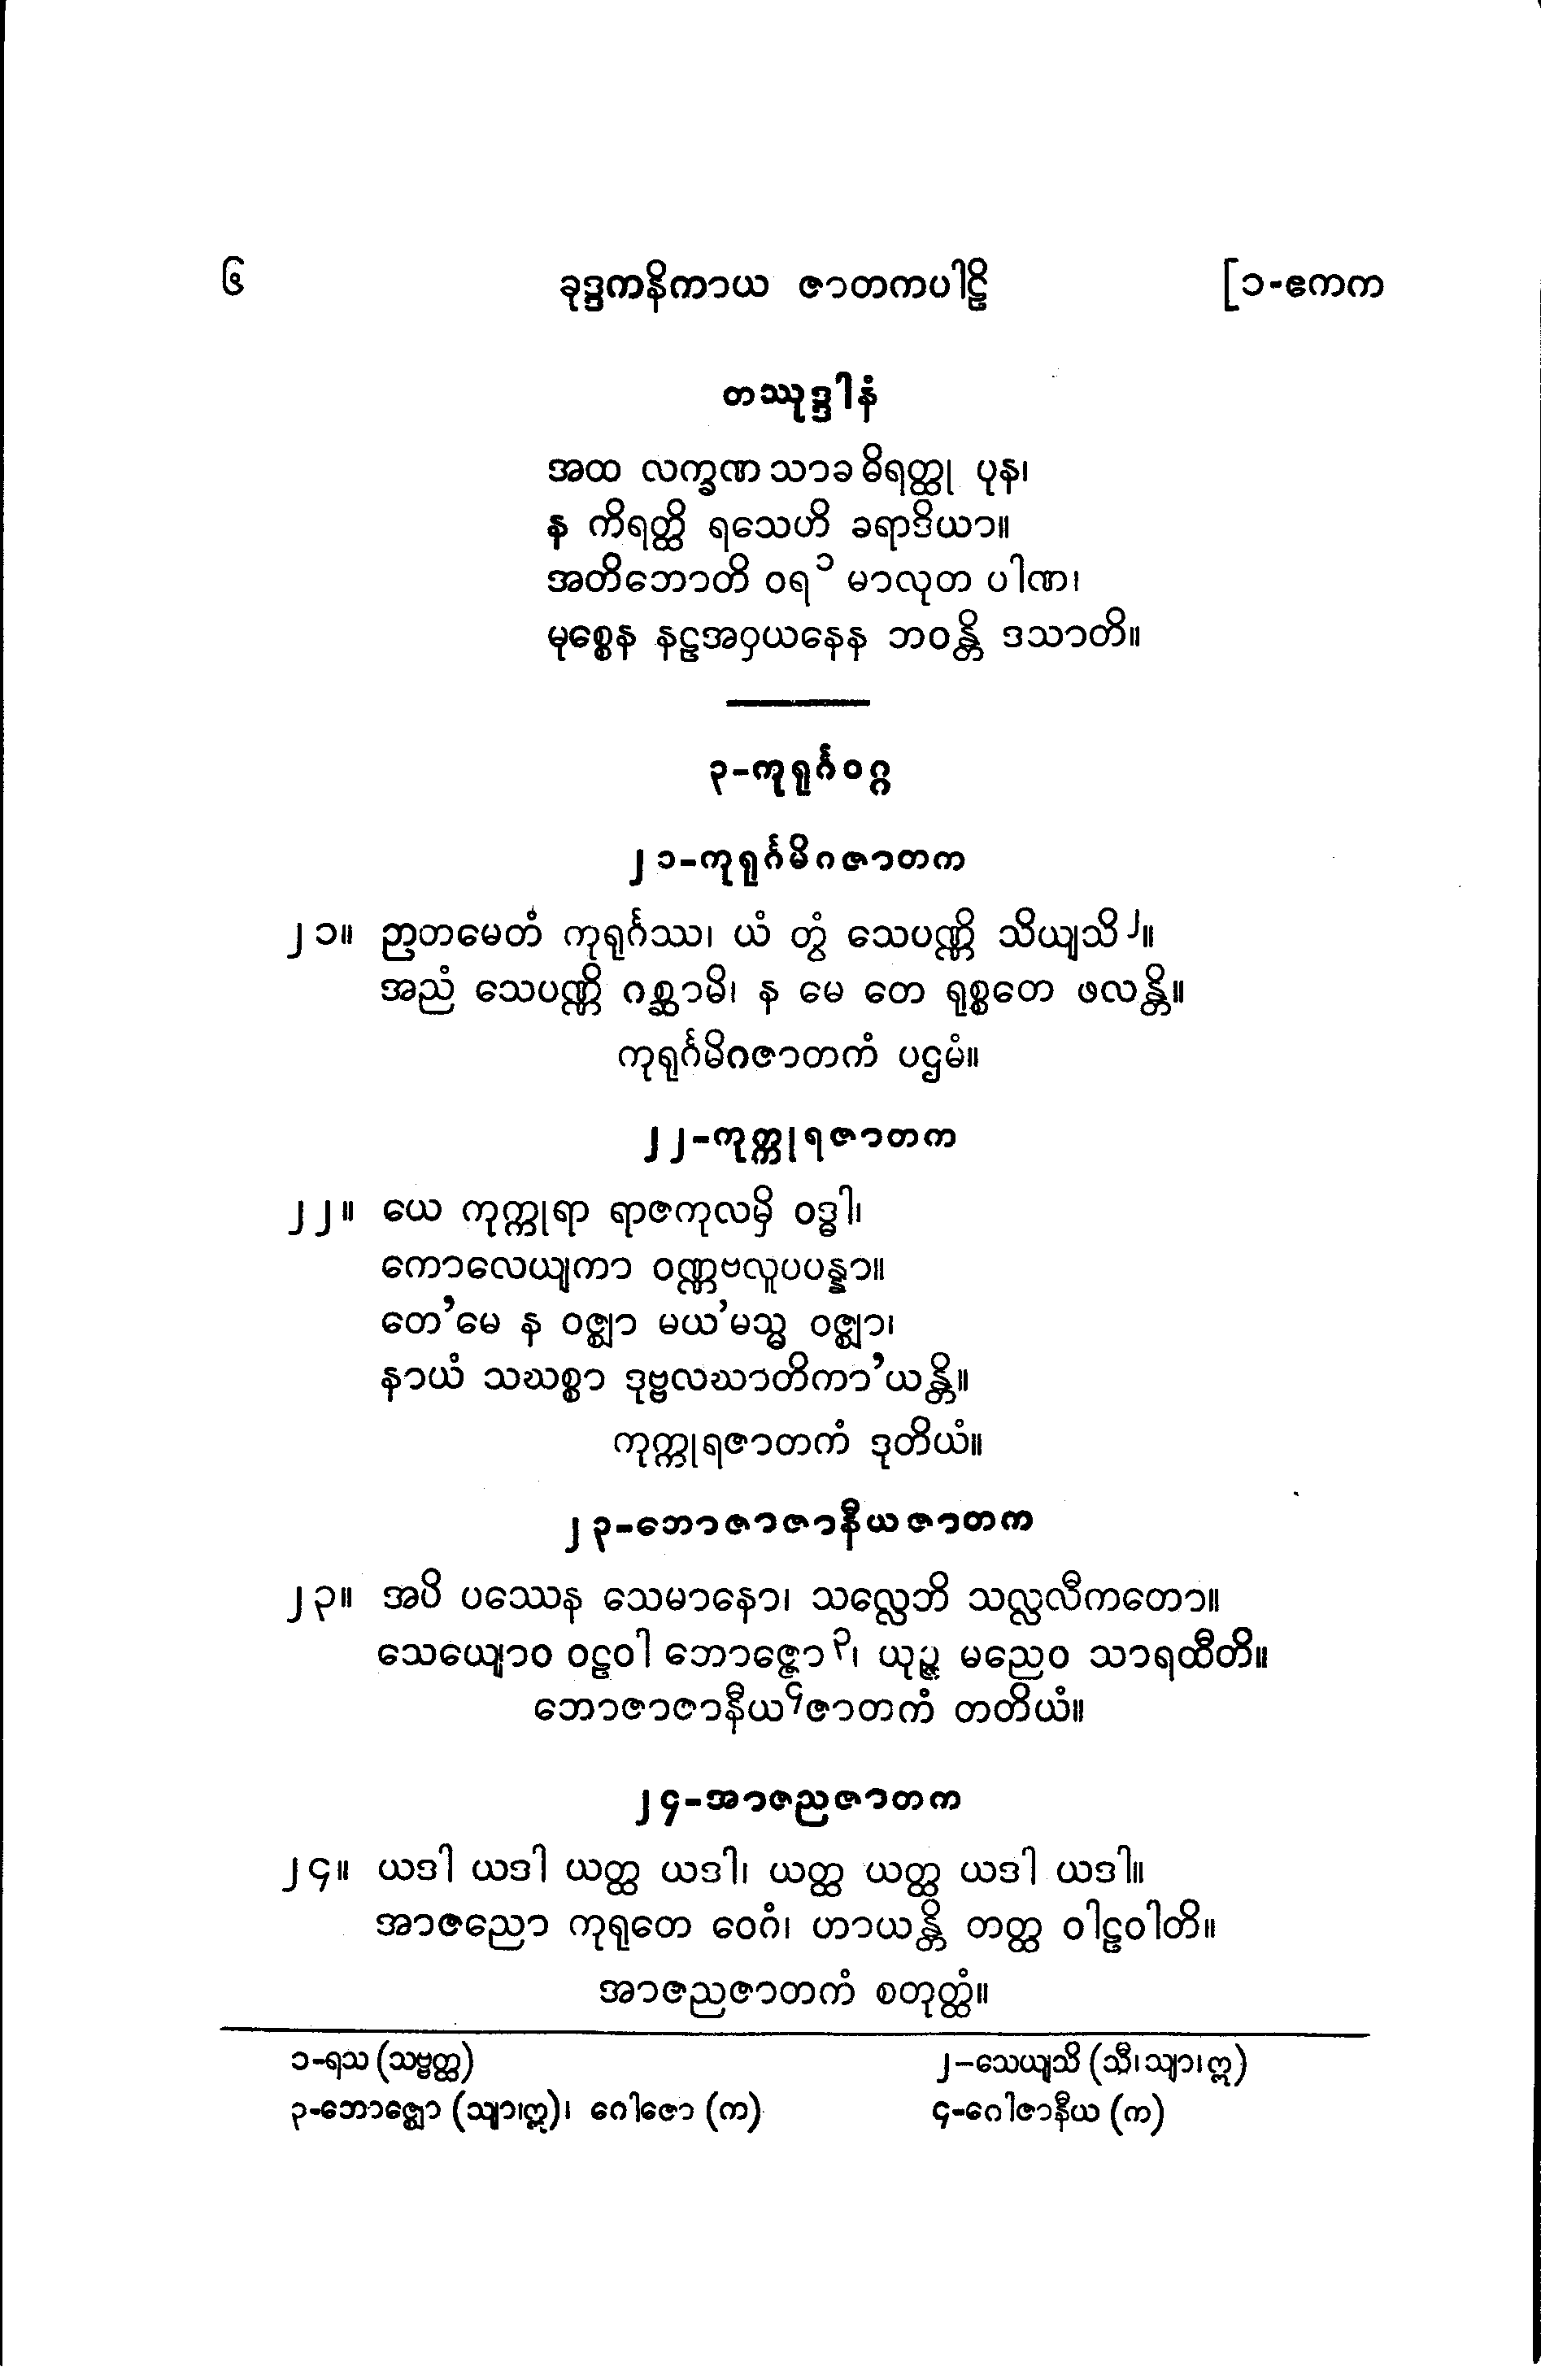 ၆ ခုဒ္ဒကနိကာယ ဇာတကပါဠိ [၁-ဧကက
တဿုဒ္ဒါနံ
အထ လက္ခဏ သာခ ဓိရတ္ထု ပုန၊
န ကိရတ္ထိ ရသေဟိ ခရာဒိယာ။
အတိဘောတိ ဝရ၁ မာလုတ ပါဏ၊
မုစ္စေန နဠအဝှယနေန ဘဝန္တိ ဒသာတိ။
၃-ကုရုင်္ဂဝဂ္ဂ
၂၁-ကုရုင်္ဂမိဂဇာတက
၂၁။ ဉာတမေတံ ကုရုင်္ဂဿ၊ ယံ တွံ သေပဏ္ဏိ သိယျသိ၂။
အညံ သေပဏ္ဏိ ဂစ္ဆာမိ၊ န မေ တေ ရုစ္စတေ ဖလန္တိ။
ကုရုင်္ဂမိဂဇာတကံ ပဌမံ။
၂၂-ကုက္ကုရဇာတက
၂၂။ ယေ ကုက္ကုရာ ရာဇကုလမှိ ဝဒ္ဓါ၊
ကောလေယျကာ ဝဏ္ဏဗလူပပန္နာ။
တေ’မေ န ဝဇ္ဈာ မယ’မသ္မ ဝဇ္ဈာ၊
နာယံ သဃစ္စာ ဒုဗ္ဗလဃာတိကာ’ယန္တိ။
ကုက္ကုရဇာတကံ ဒုတိယံ။
၂၃-ဘောဇာဇာနီယဇာတက
၂၃။ အပိ ပဿေန သေမာနော၊ သလ္လေဘိ သလ္လလီကတော။
သေယျောဝ ဝဠဝါ ဘောဇ္ဇော၃၊ ယုဉ္ဇ မညေဝ သာရထီတိ။
ဘောဇာဇာနီယ၄ဇာတကံ တတိယံ။
၂၄-အာဇညဇာတက
၂၄။ ယဒါ ယဒါ ယတ္ထ ယဒါ၊ ယတ္ထ ယတ္ထ ယဒါ ယဒါ။
အာဇညော ကုရုတေ ဝေဂံ၊ ဟာယန္တိ တတ္ထ ဝါဠဝါတိ။
အာဇညဇာတကံ စတုတ္ထံ။
၁-ရသ (သဗ္ဗတ္ထ) ၂-သေယျသိ (သီ၊သျာ၊ဣ)
၃-ဘောဇ္ဈော (သျာ၊ဣ)၊ ဂေါဇော (က) ၄-ဂေါဇာနီယ (က)